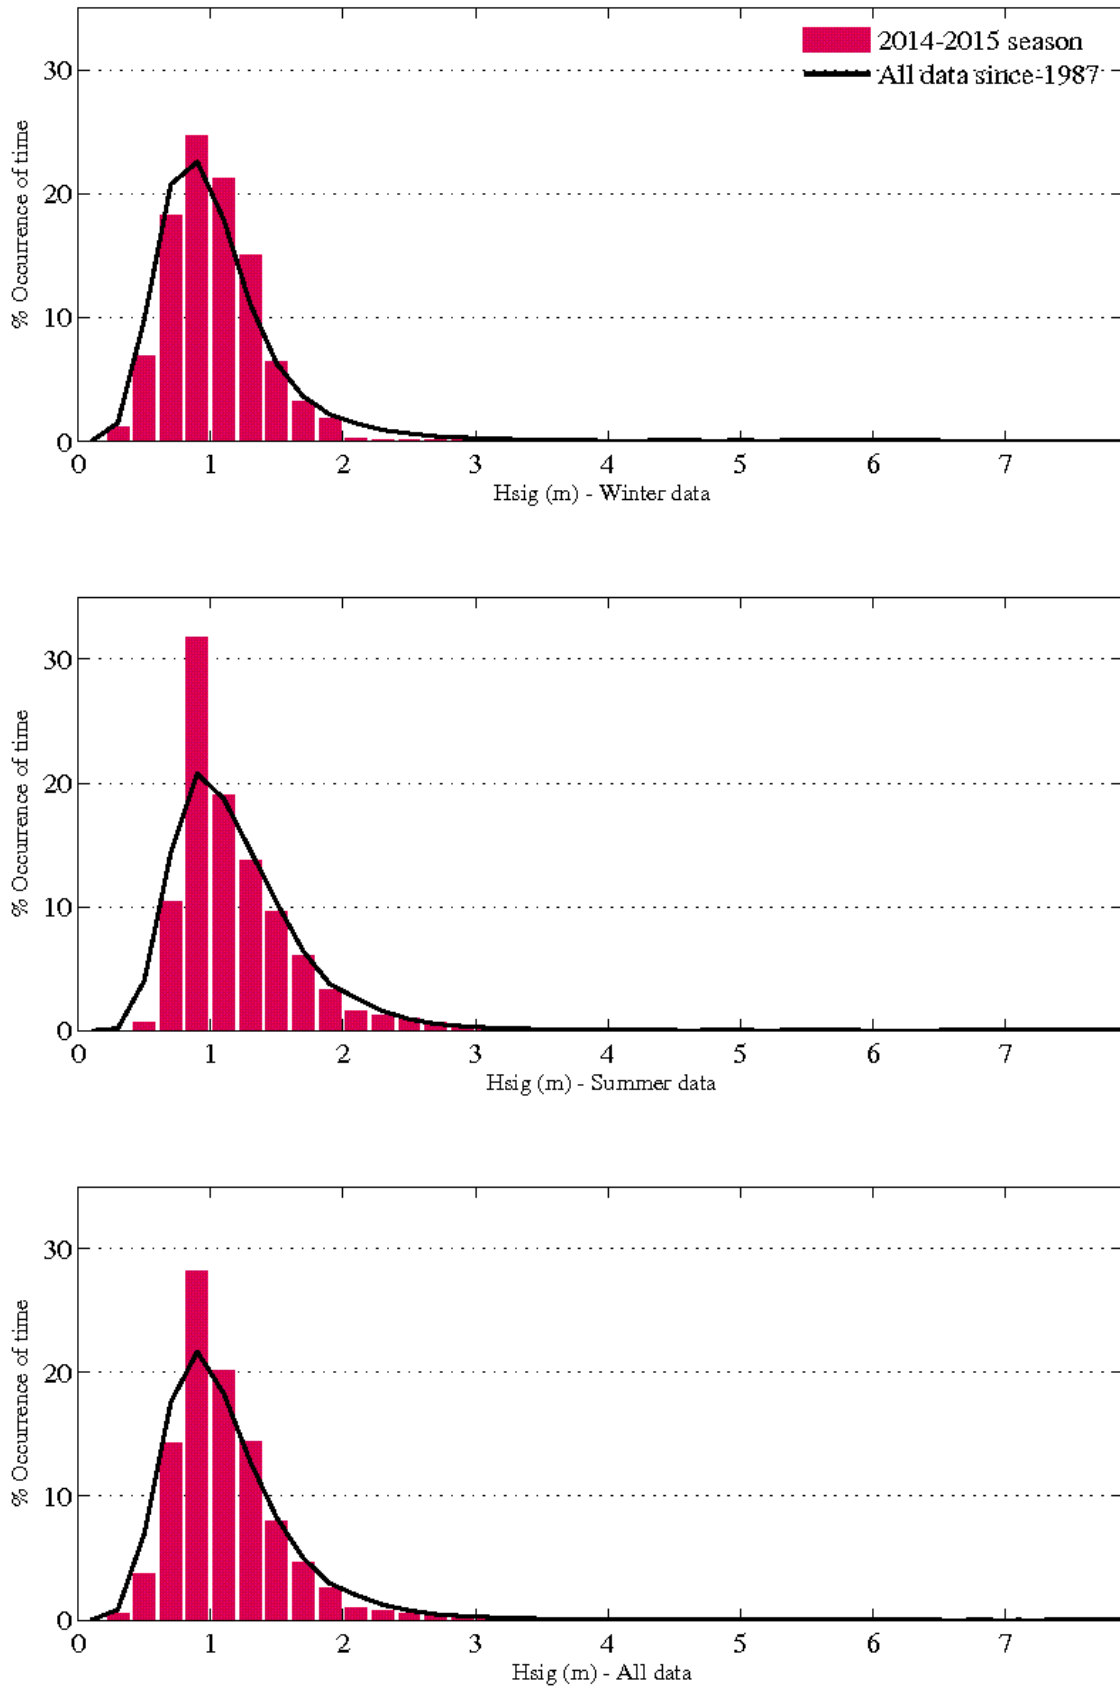 2014-2015 season
30
All data since 1987
20
% Occurrence of time
10
0
0 1 2 3 4 5 6 7
Hsig (m) - Winter data
30
20
% Occurrence of time
10
0
0 1 2 3 4 5 6 7
Hsig (m) - Summer data
30
20
% Occurrence of time
10
0
0 1 2 3 4 5 6 7
Hsig (m) - All data